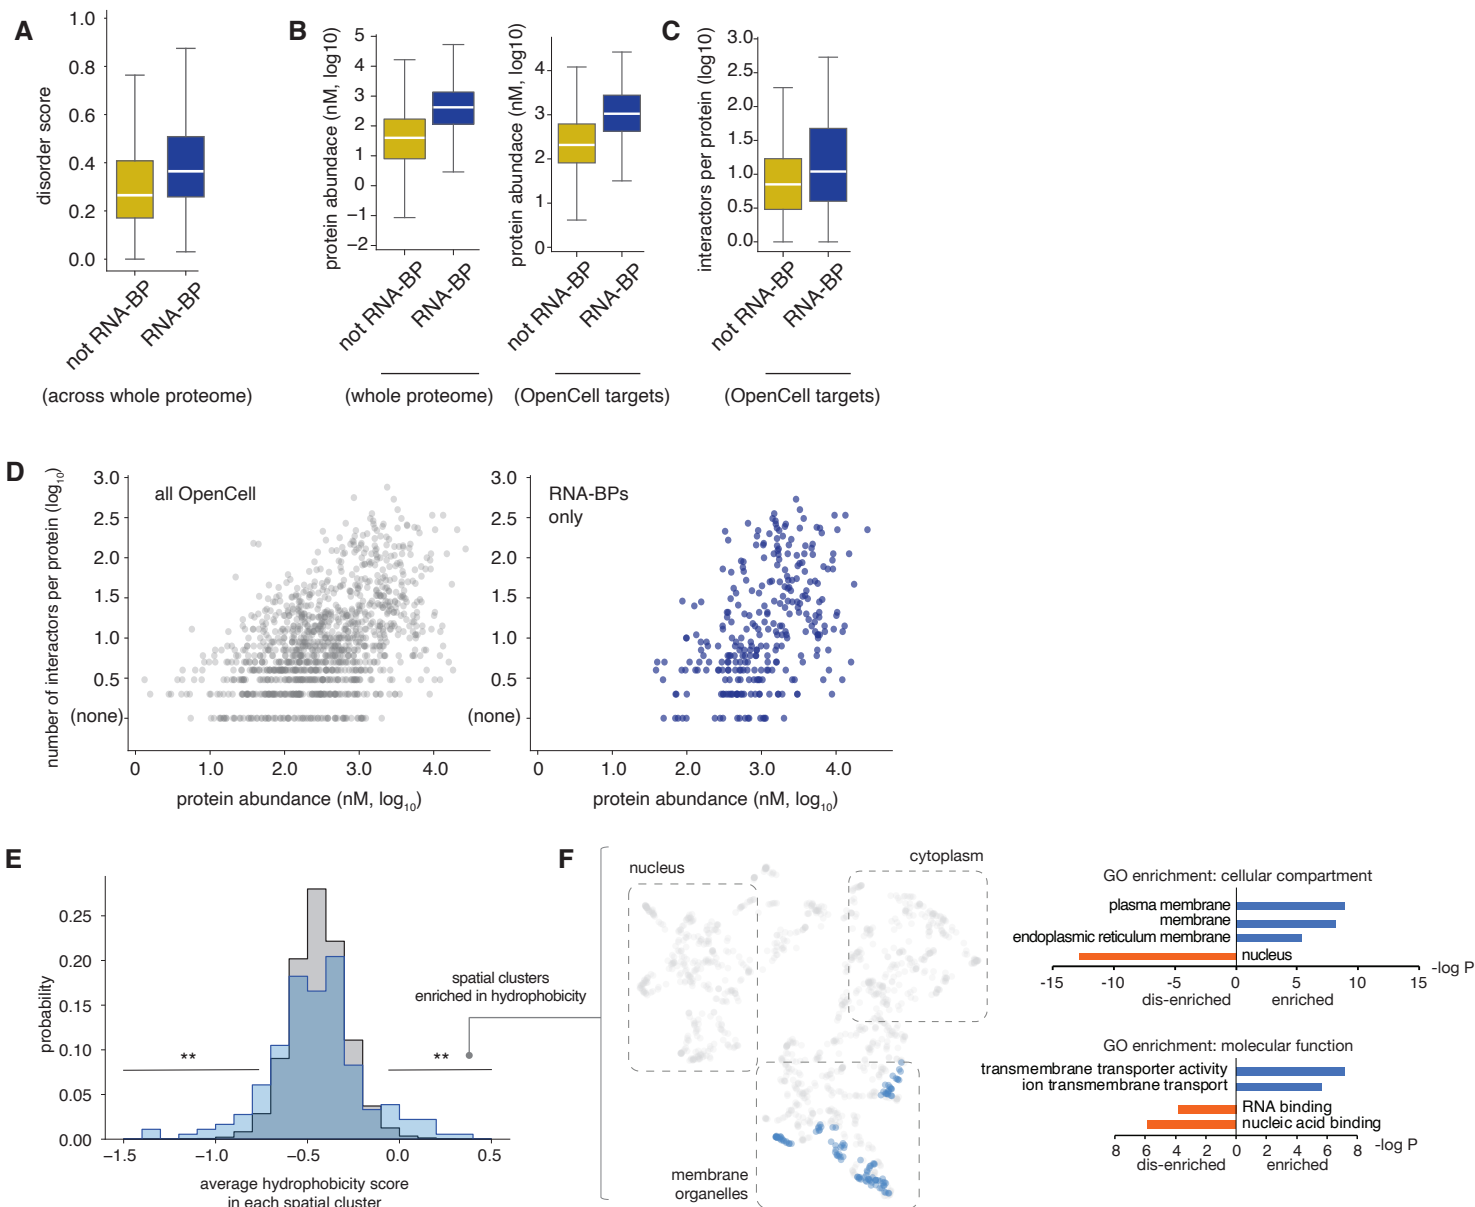 A
disorder score
1.0
0.8
0.6
0.4
0.2
0.0
not RNA-BP
RNA-BP
(across whole proteome)
B
protein abundance (nM, log10)
5
4
3
2
1
0
−1
−2
not RNA-BP
RNA-BP
(whole proteome)
protein abundance (nM, log10)
4
3
2
1
0
not RNA-BP
RNA-BP
(OpenCell targets)
C
interactors per protein (log10)
3.0
2.5
2.0
1.5
1.0
0.5
0.0
not RNA-BP
RNA-BP
(OpenCell targets)
D
number of interactors per protein (log10)
3.0
2.5
2.0
1.5
1.0
0.5
(none)
all OpenCell
0
1.0
2.0
3.0
4.0
protein abundance (nM, log10)
3.0
2.5
2.0
1.5
1.0
0.5
(none)
RNA-BPs
only
0
1.0
2.0
3.0
4.0
protein abundance (nM, log10)
E
probability
0.25
0.20
0.15
0.10
0.05
0.00
**
**
spatial clusters
enriched in hydrophobicity
−1.5
−1.0
−0.5
0.0
0.5
average hydrophobicity score
in each spatial cluster
F
nucleus
cytoplasm
membrane
organelles
GO enrichment: cellular compartment
plasma membrane
membrane
endoplasmic reticulum membrane
nucleus
-15
-10
-5
0
5
10
15
-log P
dis-enriched
enriched
GO enrichment: molecular function
transmembrane transporter activity
ion transmembrane transport
RNA binding
nucleic acid binding
8
6
4
2
0
2
4
6
8
-log P
dis-enriched
enriched